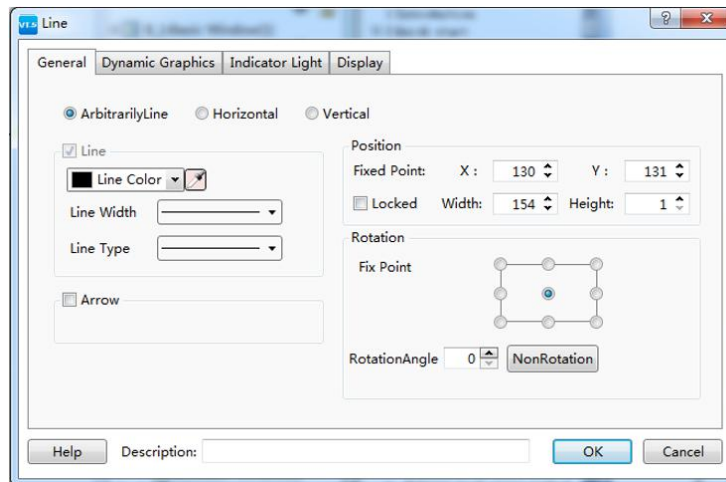 V1.5 Line
General Dynamic Graphics Indicator Light Display
ArbitrarilyLine Horizontal Vertical
Line
Line Color
Line Width
Line Type
Arrow
Position
Fixed Point: X : 130 Y : 131
Locked Width: 154 Height: 1
Rotation
Fix Point
RotationAngle 0 NonRotation
Help Description: OK Cancel